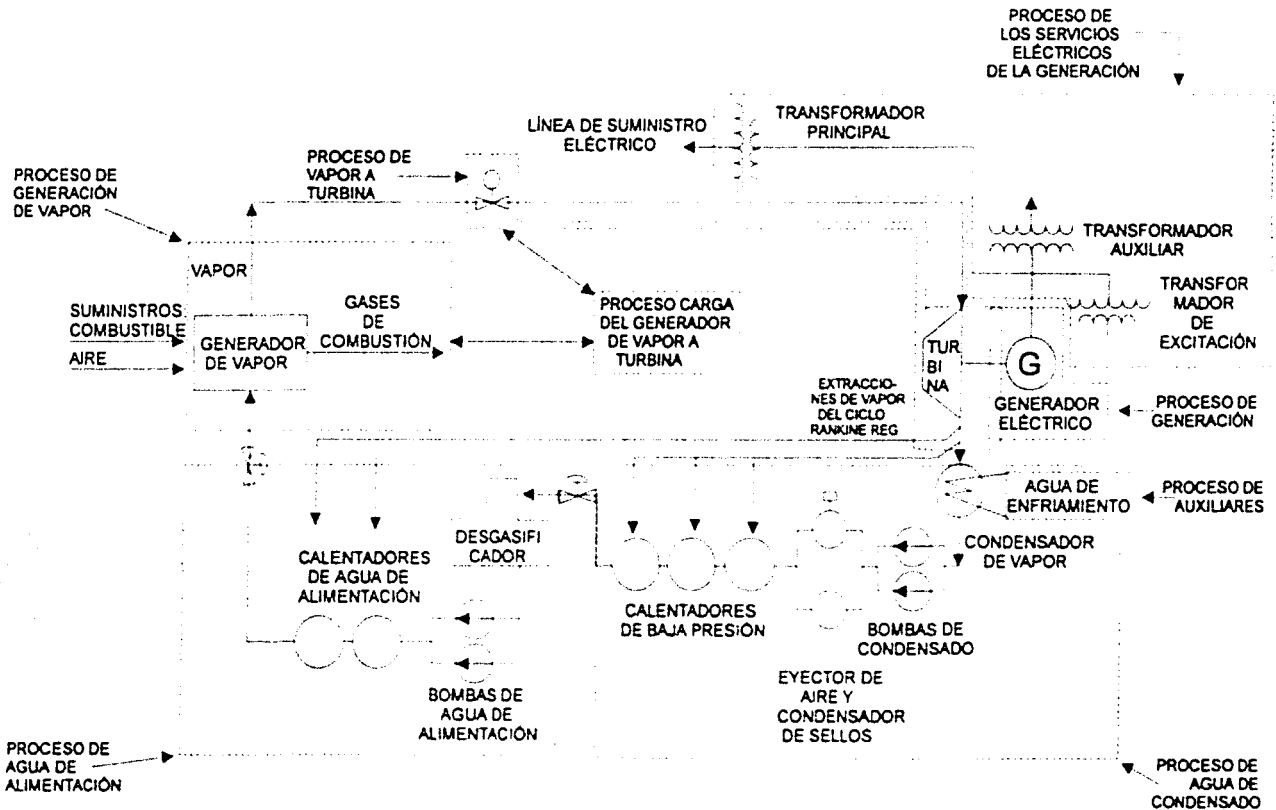 PROCESO DE
LOS SERVICIOS
ELÉCTRICOS
DE LA GENERACIÓN
LÍNEA DE SUMINISTRO
ELÉCTRICO
TRANSFORMADOR
PRINCIPAL
PROCESO DE
VAPOR A
TURBINA
PROCESO DE
GENERACIÓN
DE VAPOR
TRANSFORMADOR
AUXILIAR
VAPOR
TRANSFOR
MADOR
DE
EXCITACIÓN
SUMINISTROS:
COMBUSTIBLE
AIRE
GENERADOR
DE VAPOR
GASES
DE
COMBUSTIÓN
PROCESO CARGA
DEL GENERADOR
DE VAPOR A
TURBINA
TUR
BI
NA
G
GENERADOR
ELÉCTRICO
PROCESO DE
GENERACIÓN
EXTRACCIO-
NES DE VAPOR
DEL CICLO
RANKINE REG
AGUA DE
ENFRIAMIENTO
PROCESO DE
AUXILIARES
DESGASIFI
CADOR
CONDENSADOR
DE VAPOR
CALENTADORES
DE AGUA DE
ALIMENTACIÓN
CALENTADORES
DE BAJA PRESIÓN
BOMBAS DE
CONDENSADO
EYECTOR DE
AIRE Y
CONDENSADOR
DE SELLOS
BOMBAS DE
AGUA DE
ALIMENTACIÓN
PROCESO DE
AGUA DE
ALIMENTACIÓN
PROCESO DE
AGUA DE
CONDENSADO